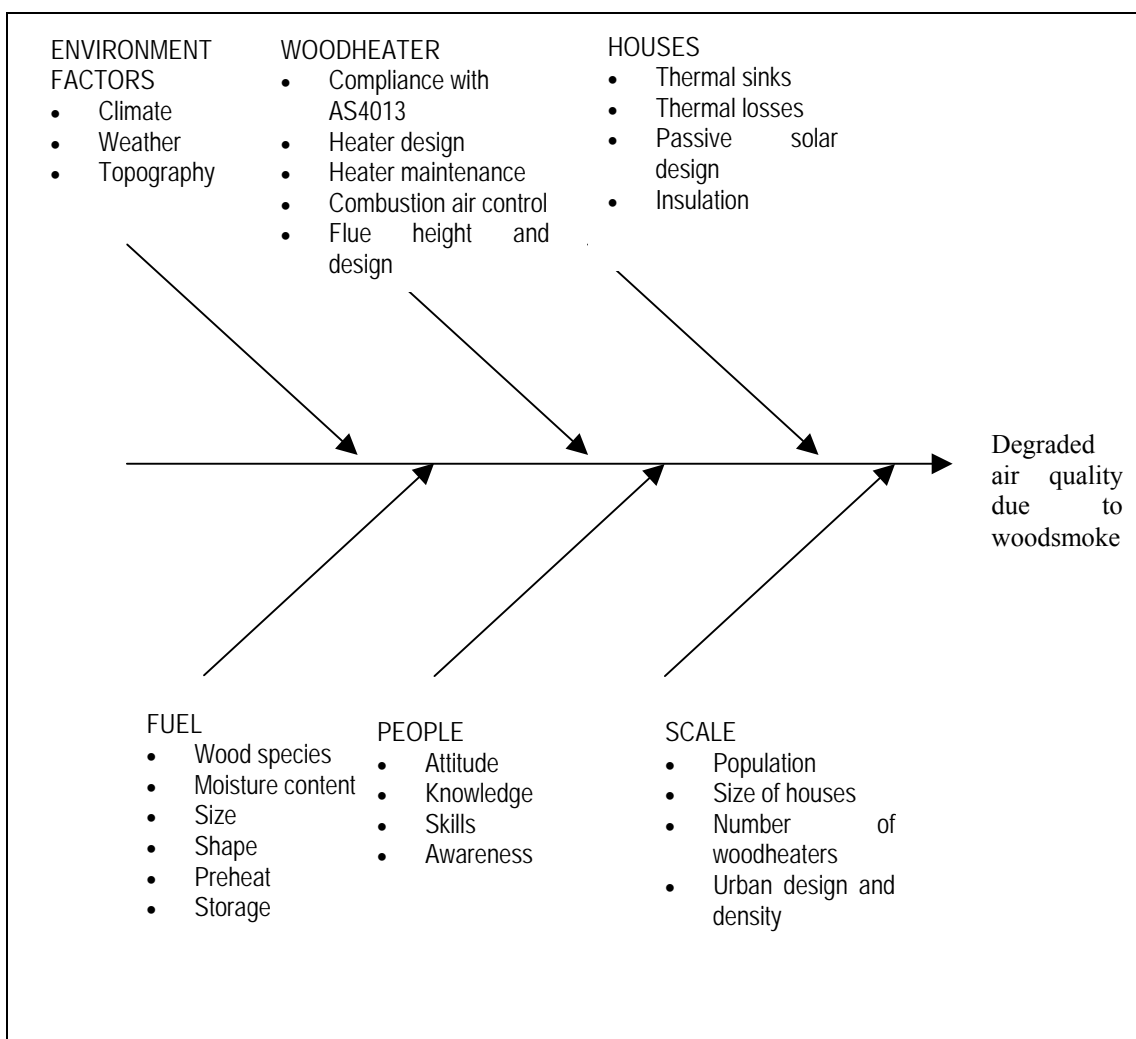 ENVIRONMENT
FACTORS
• Climate
• Weather
• Topography
WOODHEATER
• Compliance with
AS4013
• Heater design
• Heater maintenance
• Combustion air control
• Flue height and
design
HOUSES
• Thermal sinks
• Thermal losses
• Passive solar
design
• Insulation
Degraded
air quality
due to
woodsmoke
FUEL
• Wood species
• Moisture content
• Size
• Shape
• Preheat
• Storage
PEOPLE
• Attitude
• Knowledge
• Skills
• Awareness
SCALE
• Population
• Size of houses
• Number of
woodheaters
• Urban design and
density